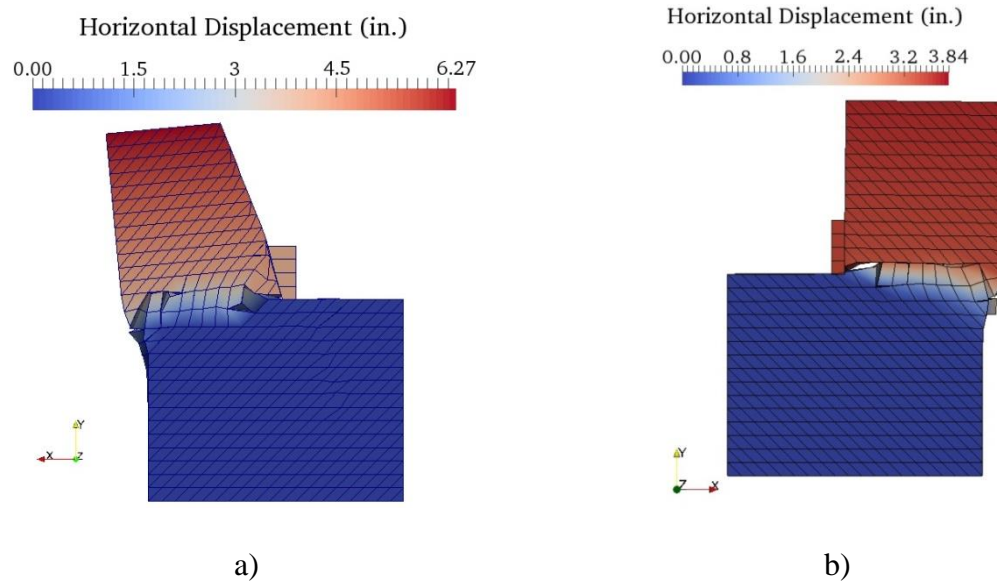 Horizontal Displacement (in.)
0.00 1.5 3 4.5 6.27
Y
X Z
a)
Horizontal Displacement (in.)
0.00 0.8 1.6 2.4 3.2 3.84
Y
Z X
b)